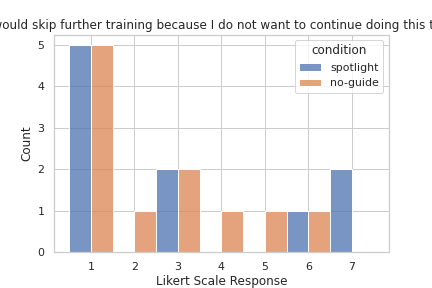 would skip further training because I do not want to continue doing this
condition
spotlight
no-guide
5
4
3
2
1
0
Count
1 2 3 4 5 6 7
Likert Scale Response